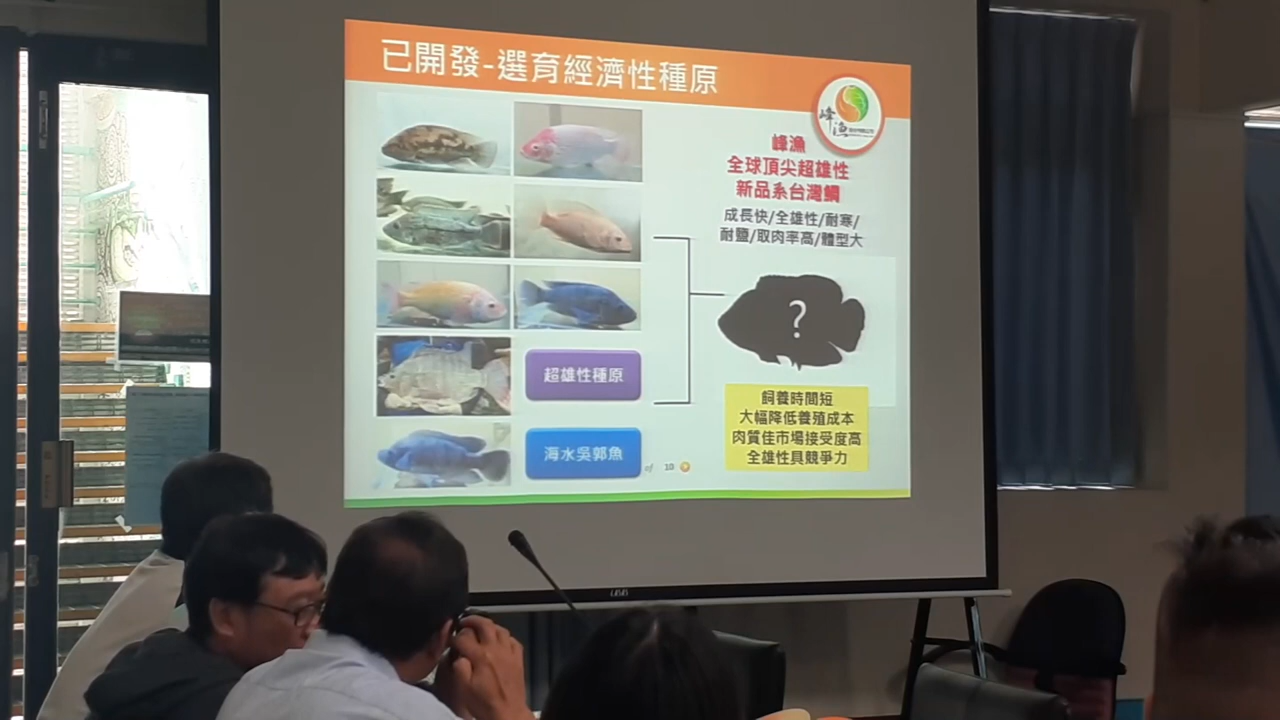 已開發-選育經濟性種原
峰漁
峰漁
全球頂尖超雄性
新品系台灣鯛
成長快/全雄性/耐寒/
耐鹽/取肉率高/體型大
?
超雄性種原
海水吳郭魚
of 10
飼養時間短
大幅降低養殖成本
肉質佳市場接受度高
全雄性具競爭力